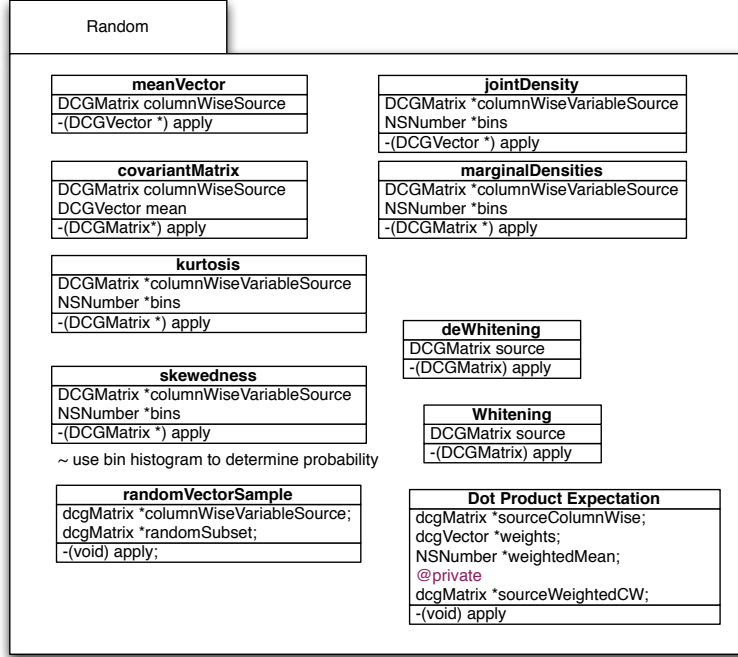 Random
meanVector
DCGMatrix columnWiseSource
-(DCGVector *) apply
jointDensity
DCGMatrix *columnWiseVariableSource
NSNumber *bins
-(DCGVector *) apply
covariantMatrix
DCGMatrix columnWiseSource
DCGVector mean
-(DCGMatrix*) apply
marginalDensities
DCGMatrix *columnWiseVariableSource
NSNumber *bins
-(DCGMatrix *) apply
kurtosis
DCGMatrix *columnWiseVariableSource
NSNumber *bins
-(DCGMatrix *) apply
deWhitening
DCGMatrix source
-(DCGMatrix) apply
skewedness
DCGMatrix *columnWiseVariableSource
NSNumber *bins
-(DCGMatrix *) apply
~ use bin histogram to determine probability
Whitening
DCGMatrix source
-(DCGMatrix) apply
randomVectorSample
dcgMatrix *columnWiseVariableSource;
dcgMatrix *randomSubset;
-(void) apply;
Dot Product Expectation
dcgMatrix *sourceColumnWise;
dcgVector *weights;
NSNumber *weightedMean;
@private
dcgMatrix *sourceWeightedCW;
-(void) apply